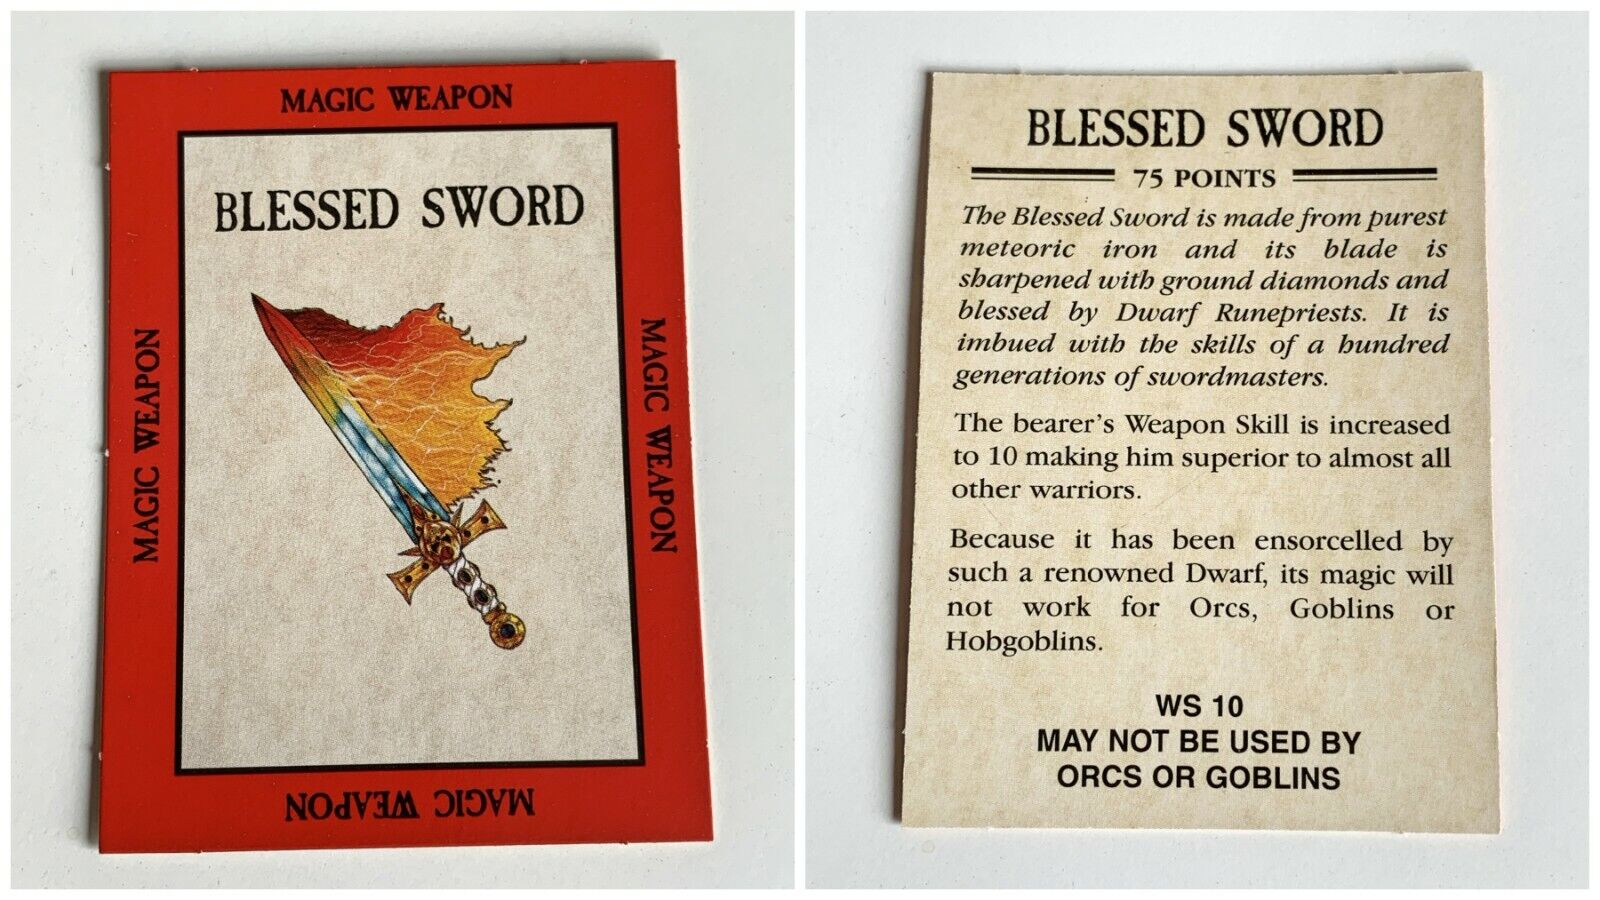 MAGIC WEAPON
BLESSED SWORD
MAGIC WEAPON
MAGIC WEAPON
MAGIC WEAPON
BLESSED SWORD
75 POINTS
The Blessed Sword is made from purest
meteoric iron and its blade is
sharpened with ground diamonds and
blessed by Dwarf Runepriests. It is
imbued with the skills of a hundred
generations of swordmasters.
The bearer's Weapon Skill is increased
to 10 making him superior to almost all
other warriors.
Because it has been ensorcelled by
such a renowned Dwarf, its magic will
not work for Orcs, Goblins or
Hobgoblins.
WS 10
MAY NOT BE USED BY
ORCS OR GOBLINS